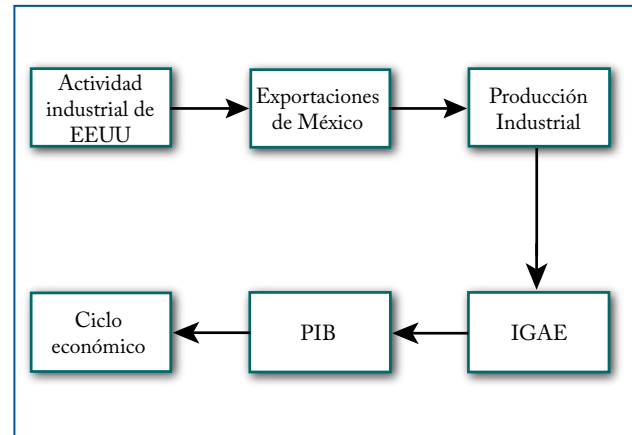 Actividad
industrial de
EEUU
Exportaciones
de México
Producción
Industrial
IGAE
PIB
Ciclo
económico